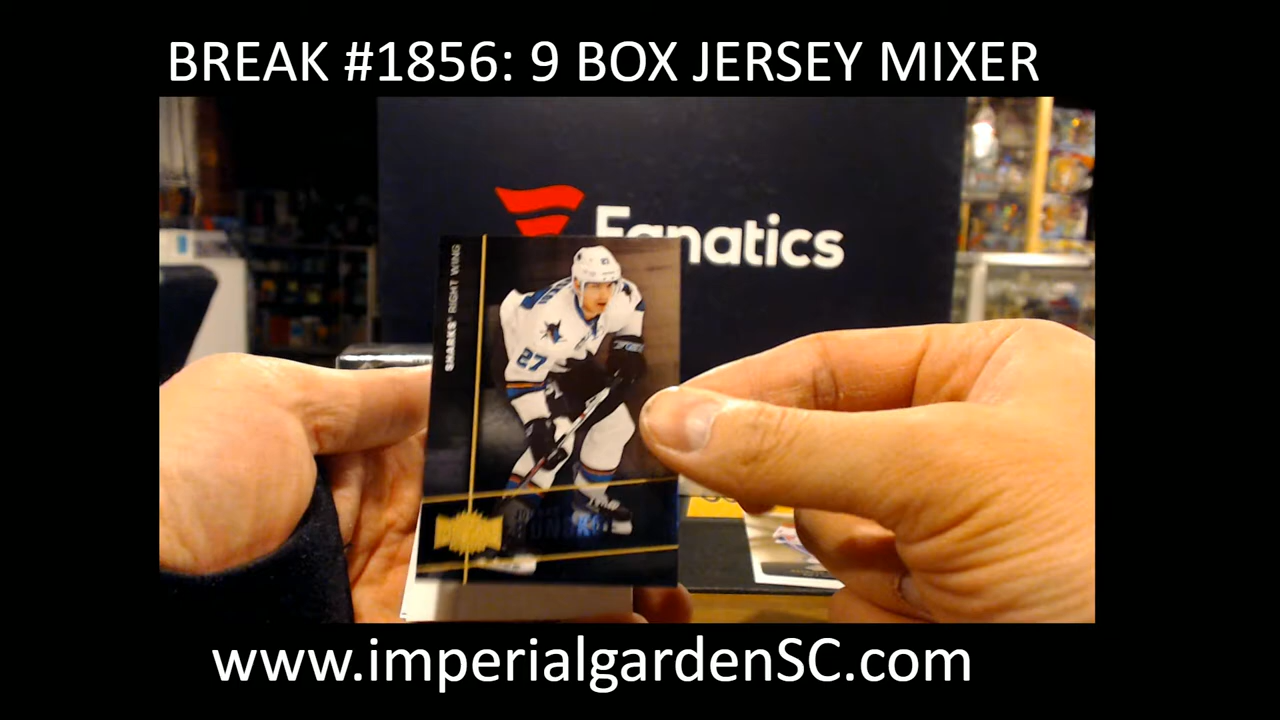 BREAK #1856: 9 BOX JERSEY MIXER
Fanatics
SHARKS RIGHT WING
27
www.imperialgardenSC.com